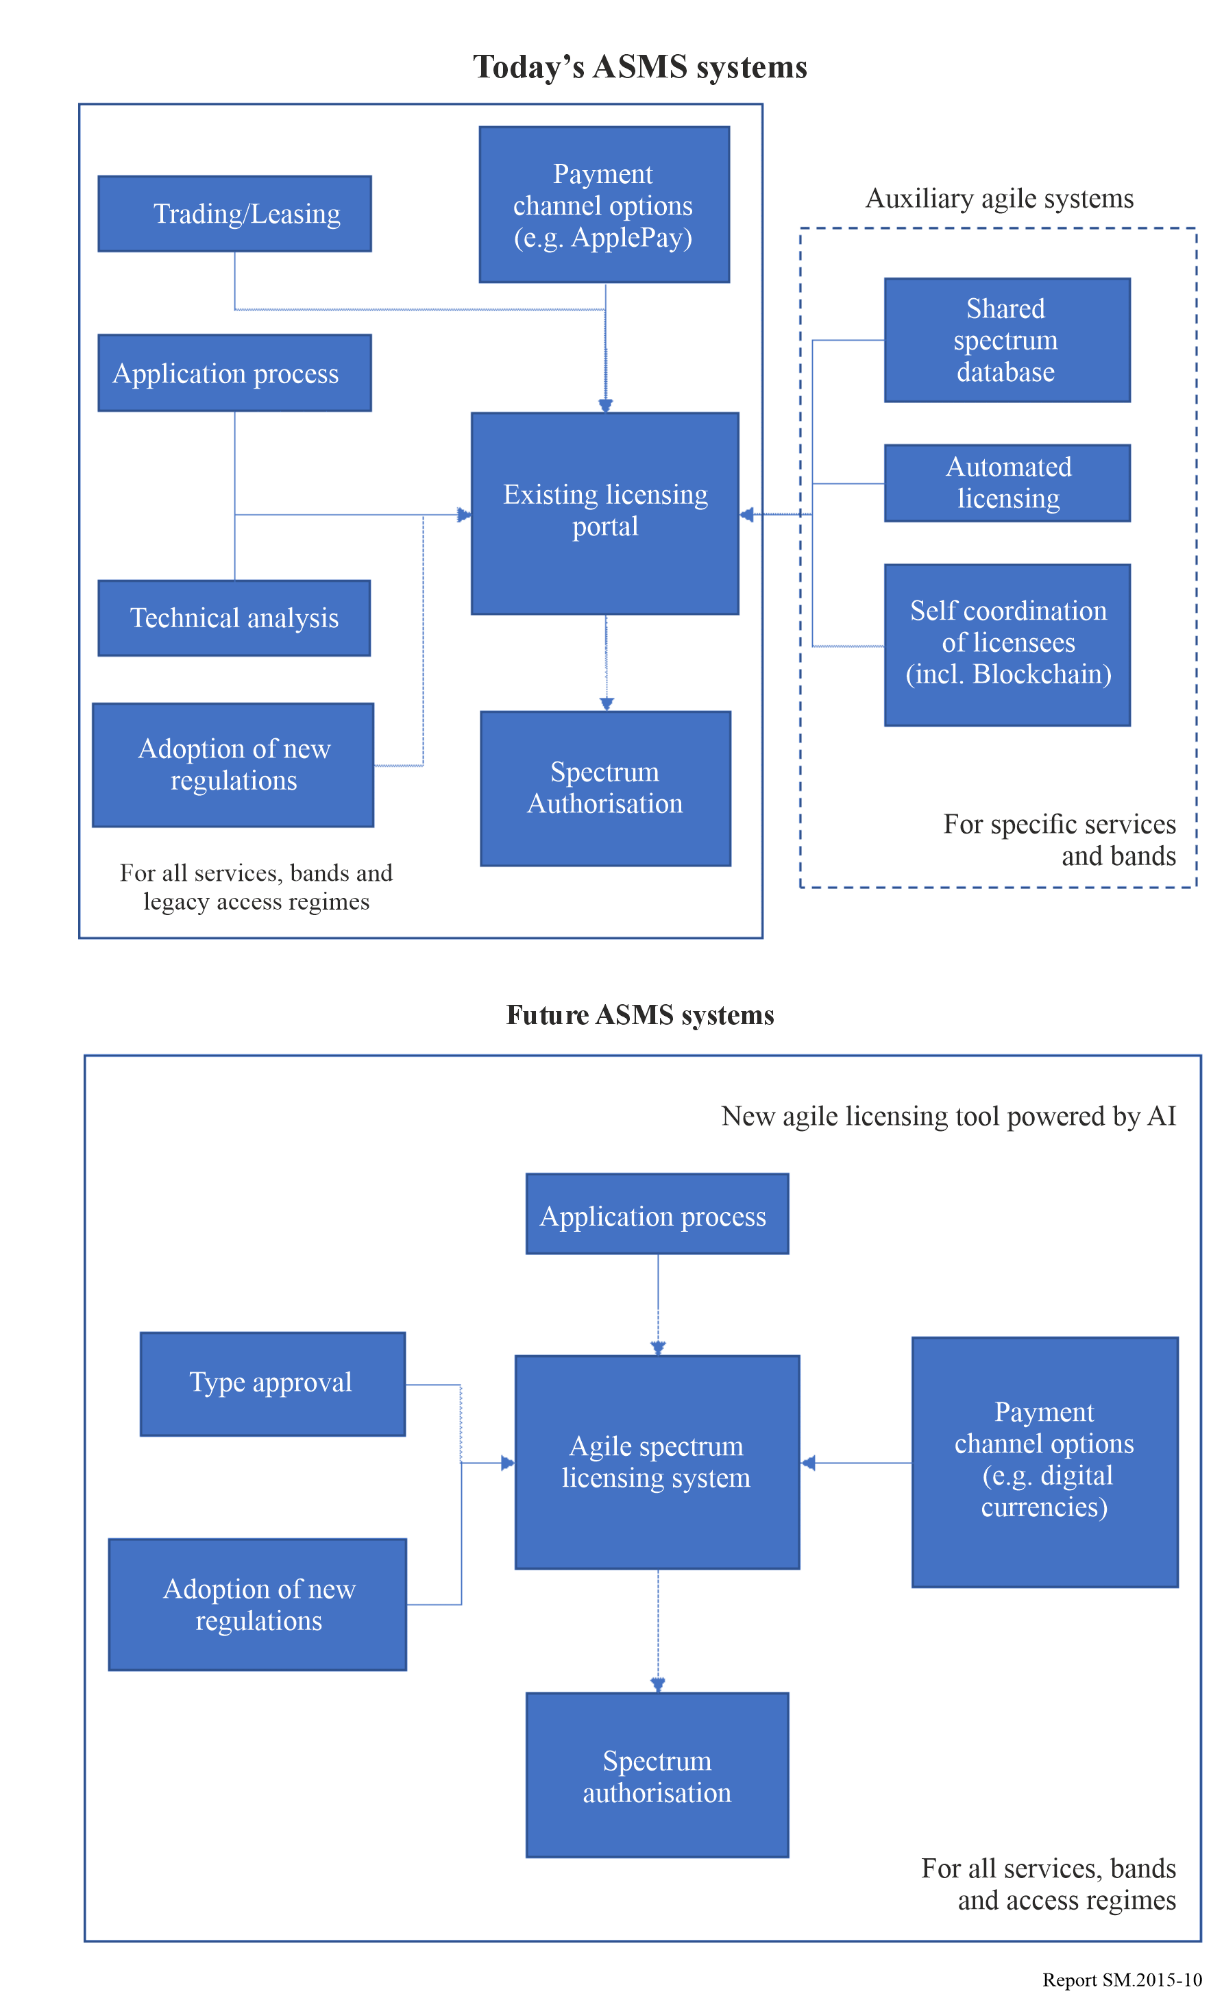 Today’s ASMS systems
Trading/Leasing
Payment
channel options
(e.g. ApplePay)
Application process
Existing licensing
portal
Technical analysis
Adoption of new
regulations
Spectrum
Authorisation
For all services, bands and
legacy access regimes
Auxiliary agile systems
Shared
spectrum
database
Automated
licensing
Self coordination
of licensees
(incl. Blockchain)
For specific services
and bands
Future ASMS systems
New agile licensing tool powered by AI
Application process
Type approval
Agile spectrum
licensing system
Payment
channel options
(e.g. digital
currencies)
Adoption of new
regulations
Spectrum
authorisation
For all services, bands
and access regimes
Report SM.2015-10